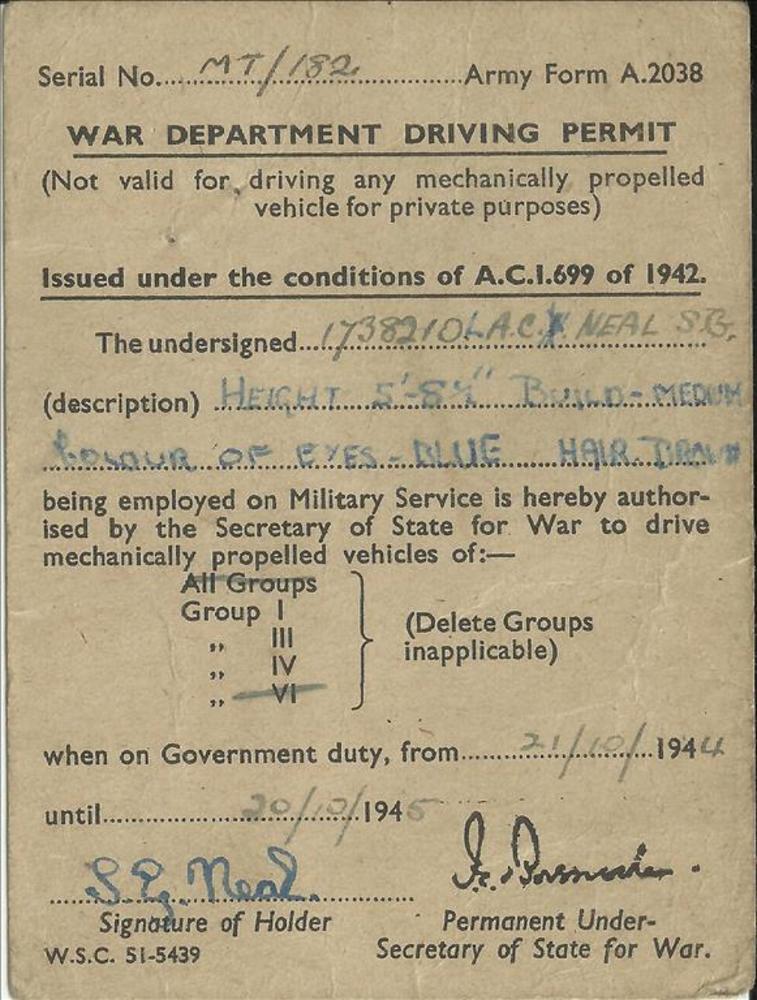 Serial No. MT/182 Army Form A.2038
WAR DEPARTMENT DRIVING PERMIT
(Not valid for driving any mechanically propelled
vehicle for private purposes)
Issued under the conditions of A.C.I.699 of 1942.
The undersigned 1738210 L.A.C. NEAL S.G.
(description) HEIGHT 5'-8¾" BUILD - MEDIUM
COLOUR OF EYES - BLUE HAIR BROWN
being employed on Military Service is hereby author-
ised by the Secretary of State for War to drive
mechanically propelled vehicles of:—
All Groups
Group I
„ III
„ IV
„ VI
(Delete Groups
inapplicable)
when on Government duty, from 21/10/1944
until 20/10/1945
S.G. Neal.
Signature of Holder
Permanent Under-
Secretary of State for War.
W.S.C. 51-5439